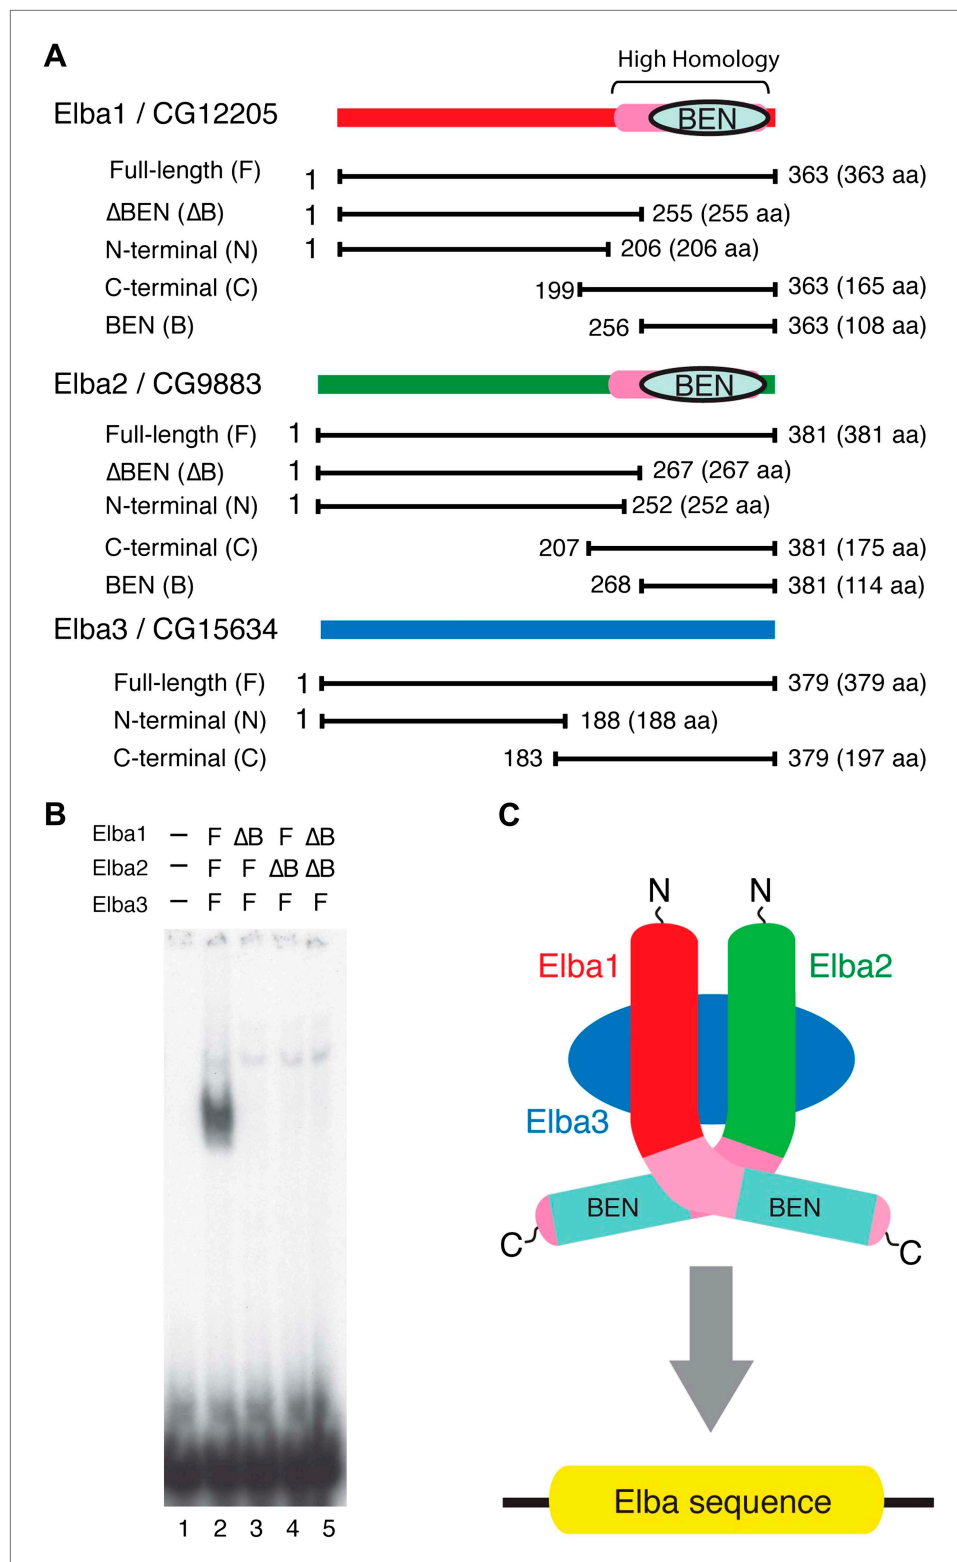 A
High Homology
Elba1 / CG12205
BEN
Full-length (F) 1 363 (363 aa)
ΔBEN (ΔB) 1 255 (255 aa)
N-terminal (N) 1 206 (206 aa)
C-terminal (C) 199 363 (165 aa)
BEN (B) 256 363 (108 aa)
Elba2 / CG9883
BEN
Full-length (F) 1 381 (381 aa)
ΔBEN (ΔB) 1 267 (267 aa)
N-terminal (N) 1 252 (252 aa)
C-terminal (C) 207 381 (175 aa)
BEN (B) 268 381 (114 aa)
Elba3 / CG15634
Full-length (F) 1 379 (379 aa)
N-terminal (N) 1 188 (188 aa)
C-terminal (C) 183 379 (197 aa)
B
Elba1 – F ΔB F ΔB
Elba2 – F F ΔB ΔB
Elba3 – F F F F
1 2 3 4 5
C
N N
Elba1 Elba2
Elba3
BEN BEN
C C
Elba sequence